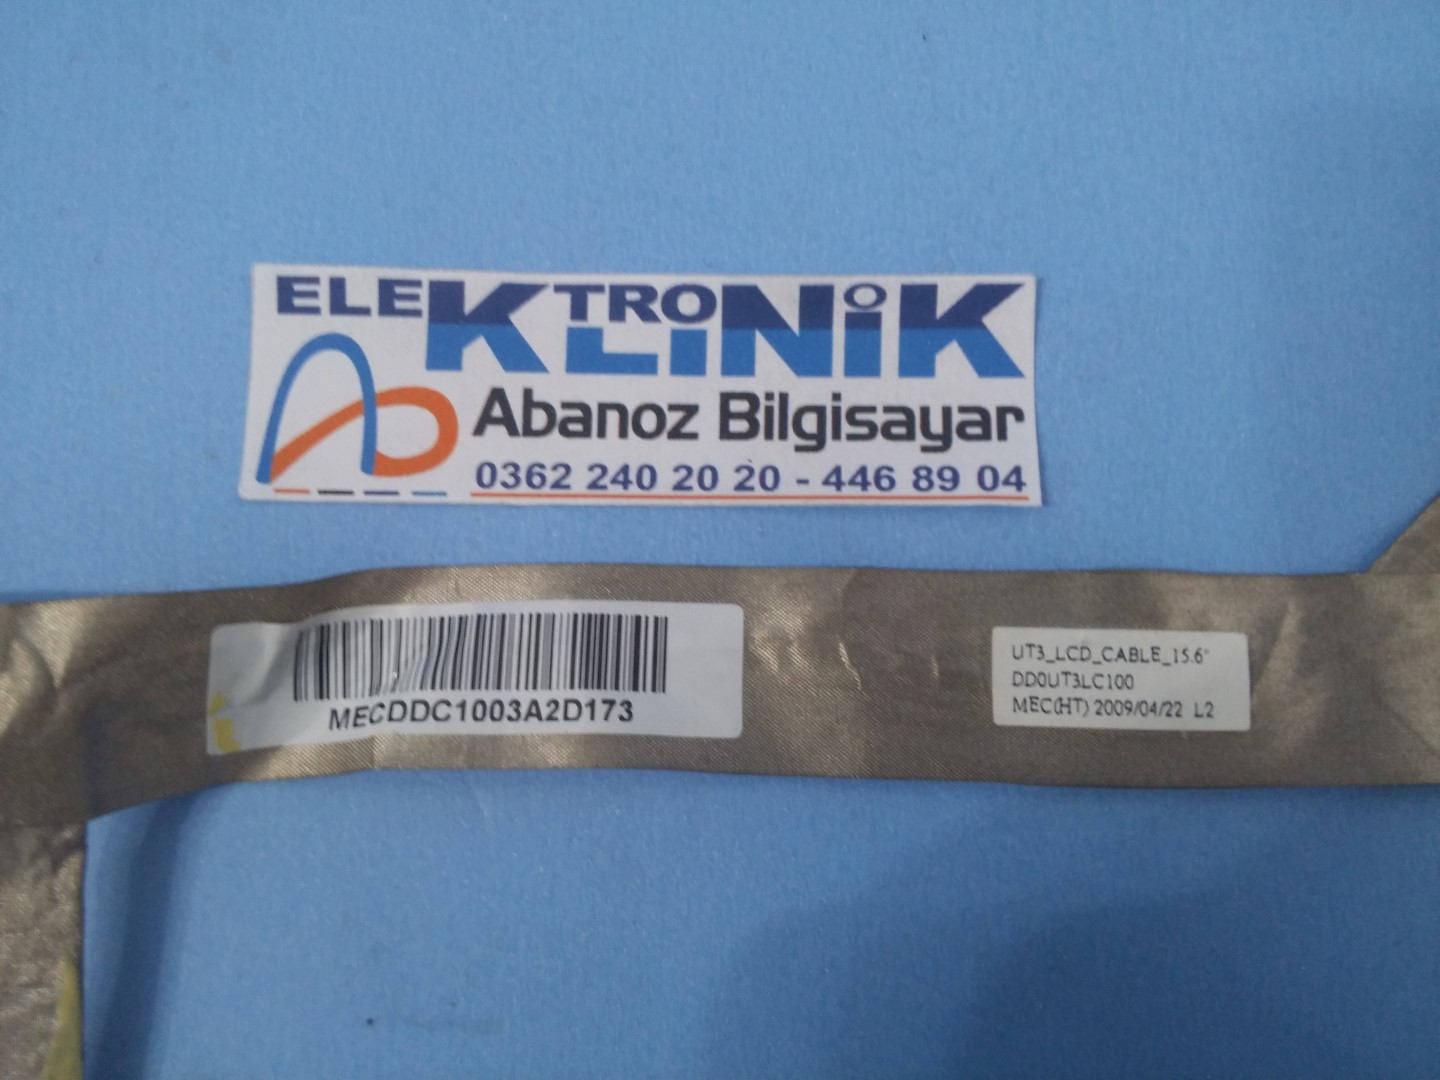 ELEKTRONİK
KLİNİK
Abanoz Bilgisayar
0362 240 20 20 - 446 89 04
MECDDC1003A2D173
UT3_LCD_CABLE_15.6"
DD0UT3LC100
MEC(HT) 2009/04/22 L2